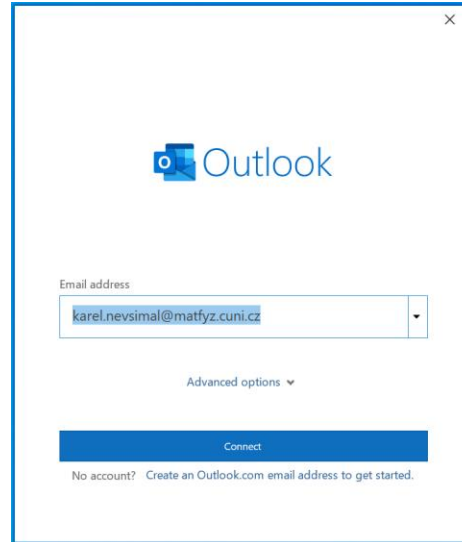 Outlook
Email address
karel.nevsimal@matfyz.cuni.cz
Advanced options
Connect
No account? Create an Outlook.com email address to get started.